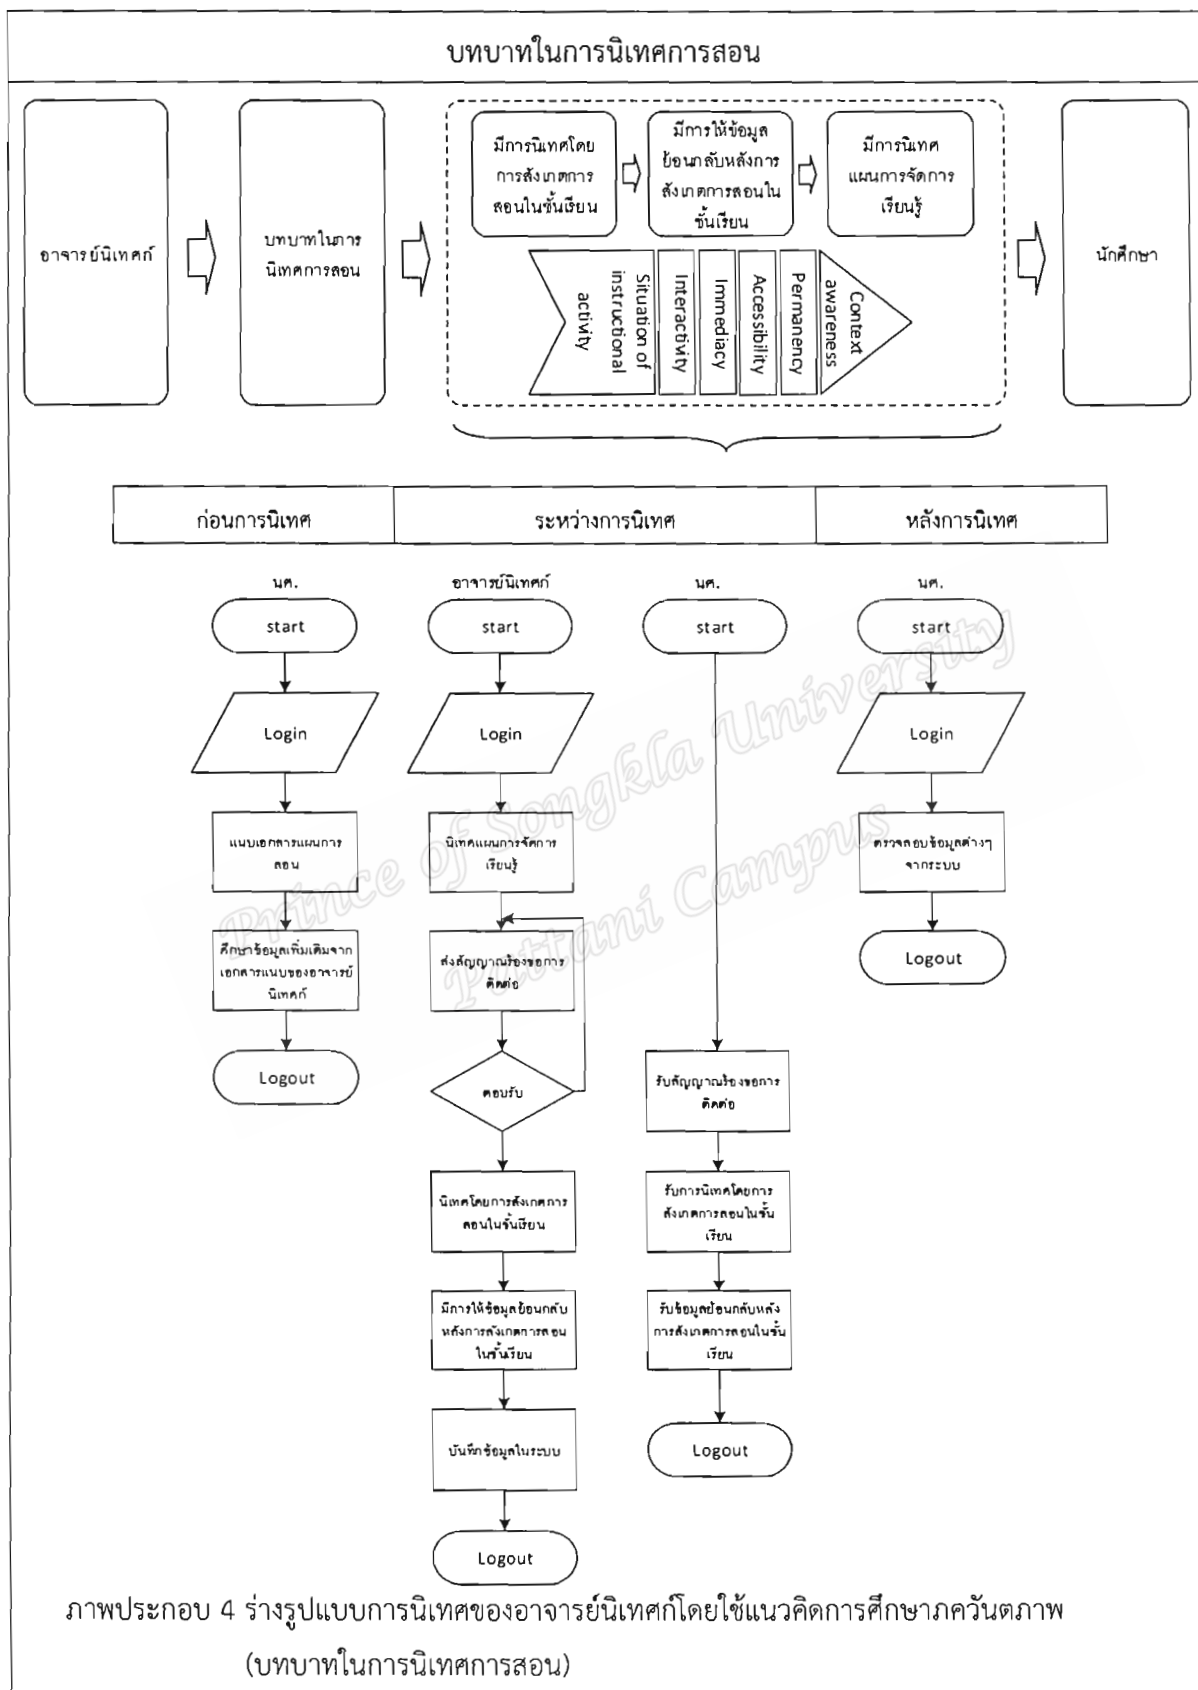 บทบาทในการนิเทศการสอน
อาจารย์นิเทศก์
บทบาทในการ
นิเทศการสอน
มีการนิเทศโดย
การสังเกตการ
สอนในชั้นเรียน
มีการให้ข้อมูล
ย้อนกลับหลังการ
สังเกตการสอนใน
ชั้นเรียน
มีการนิเทศ
แผนการจัดการ
เรียนรู้
Situation of
instructional
activity
Interactivity
Immediacy
Accessibility
Permanency
Context
awareness
นักศึกษา
ก่อนการนิเทศ
ระหว่างการนิเทศ
หลังการนิเทศ
นศ.
start
Login
แนบเอกสารแผนการ
สอน
ศึกษาข้อมูลเพิ่มเติมจาก
เอกสารแนบของอาจารย์
นิเทศก์
Logout
อาจารย์นิเทศก์
start
Login
นิเทศแผนการจัดการ
เรียนรู้
ส่งสัญญาณร้องขอการ
ติดต่อ
ตอบรับ
นิเทศโดยการสังเกตการ
สอนในชั้นเรียน
มีการให้ข้อมูลย้อนกลับ
หลังการสังเกตการสอน
ในชั้นเรียน
บันทึกข้อมูลในระบบ
Logout
นศ.
start
รับสัญญาณร้องขอการ
ติดต่อ
รับการนิเทศโดยการ
สังเกตการสอนในชั้น
เรียน
รับข้อมูลย้อนกลับหลัง
การสังเกตการสอนในชั้น
เรียน
Logout
นศ.
start
Login
ตรวจสอบข้อมูลต่างๆ
จากระบบ
Logout
Prince of Songkla University
Pattani Campus
ภาพประกอบ 4 ร่างรูปแบบการนิเทศของอาจารย์นิเทศก์โดยใช้แนวคิดการศึกษาภควันตภาพ
(บทบาทในการนิเทศการสอน)